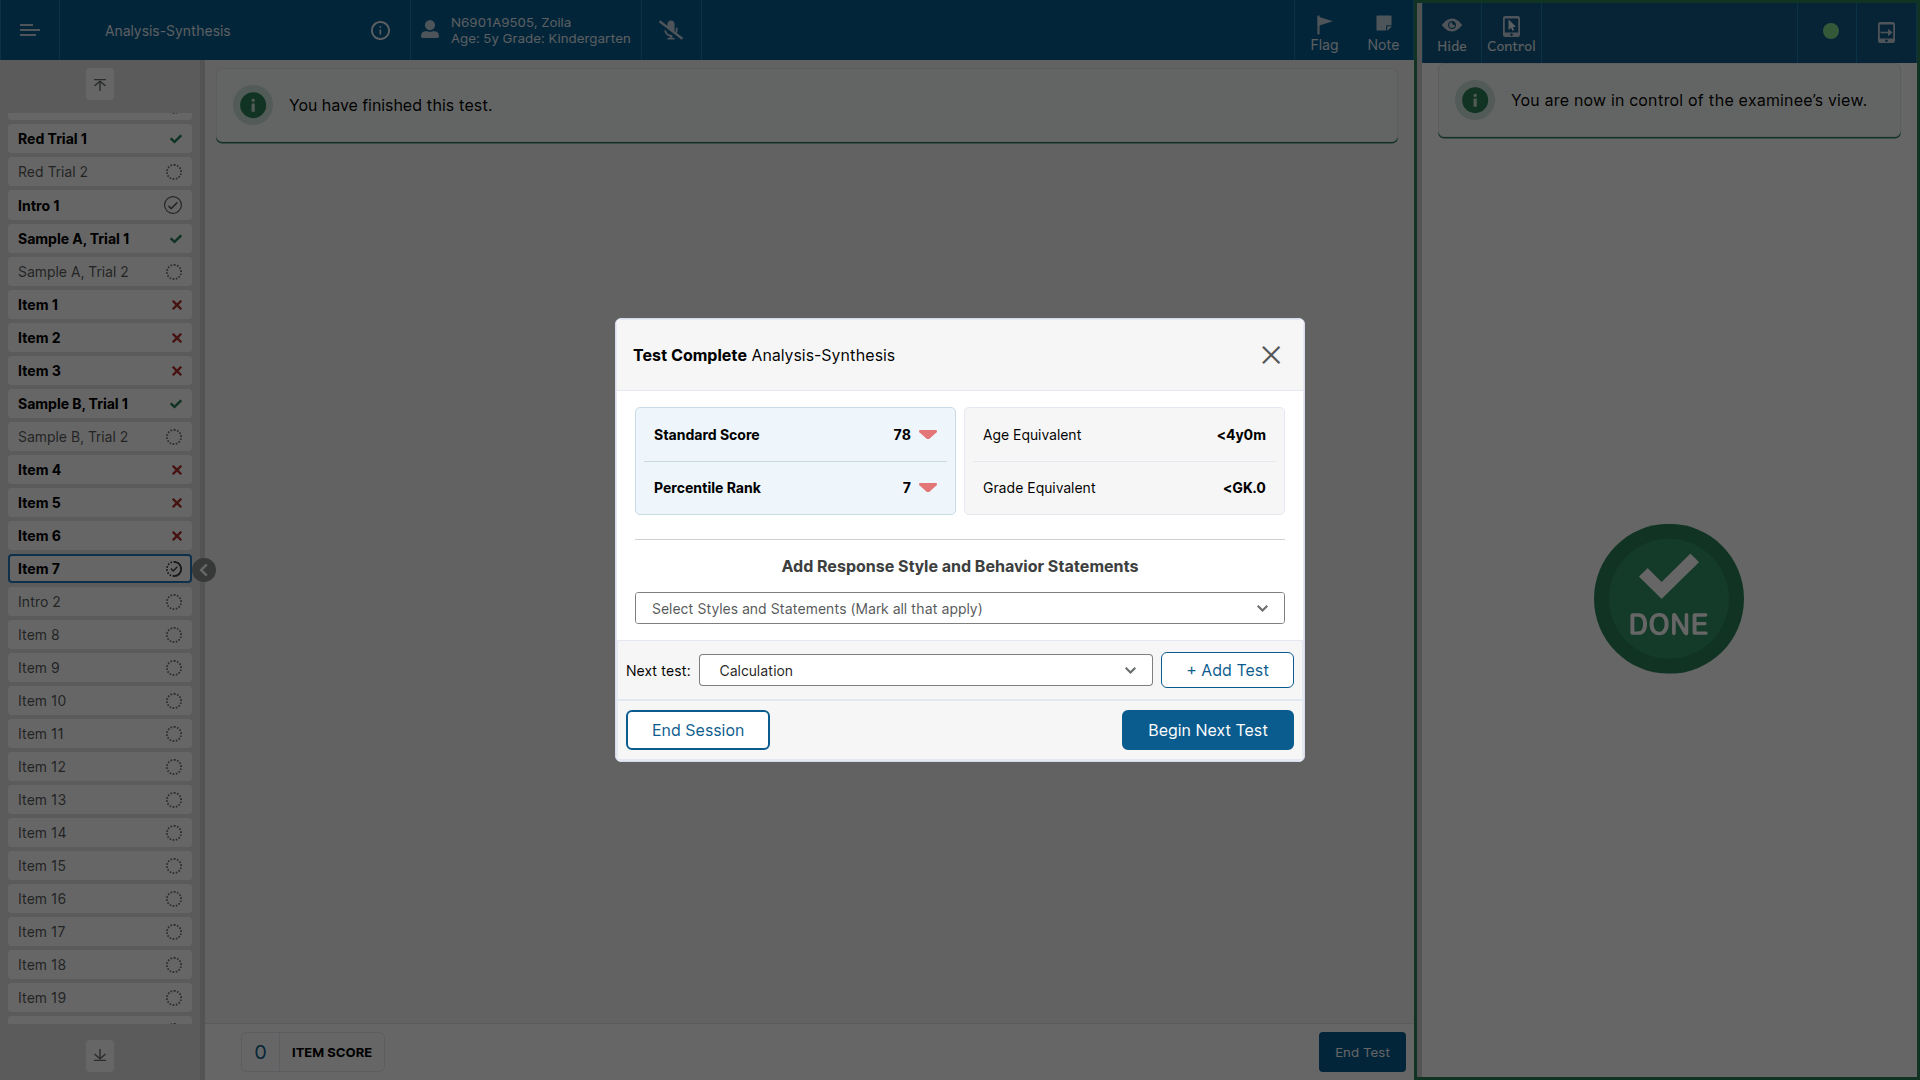 Analysis-Synthesis
N6901A9505, Zolla
Age: 5y Grade: Kindergarten
Flag
Note
Hide
Control
You have finished this test.
You are now in control of the examinee's view.
Red Trial 1
Red Trial 2
Intro 1
Sample A, Trial 1
Sample A, Trial 2
Item 1
Item 2
Item 3
Sample B, Trial 1
Sample B, Trial 2
Item 4
Item 5
Item 6
Item 7
Intro 2
Item 8
Item 9
Item 10
Item 11
Item 12
Item 13
Item 14
Item 15
Item 16
Item 17
Item 18
Item 19
Test Complete Analysis-Synthesis
Standard Score 78
Percentile Rank 7
Age Equivalent <4y0m
Grade Equivalent <GK.0
Add Response Style and Behavior Statements
Select Styles and Statements (Mark all that apply)
Next test: Calculation + Add Test
End Session Begin Next Test
DONE
0 ITEM SCORE
End Test